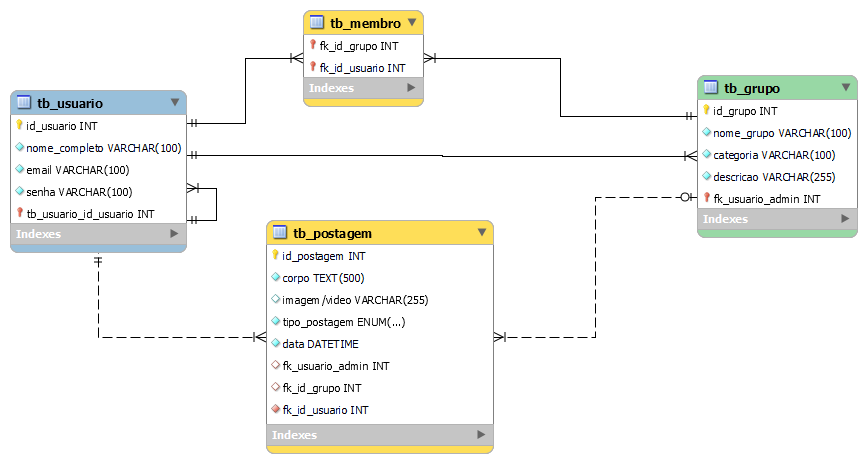 tb_membro
fk_id_grupo INT
fk_id_usuario INT
Indexes
tb_usuario
id_usuario INT
nome_completo VARCHAR(100)
email VARCHAR(100)
senha VARCHAR(100)
tb_usuario_id_usuario INT
Indexes
tb_grupo
id_grupo INT
nome_grupo VARCHAR(100)
categoria VARCHAR(100)
descricao VARCHAR(255)
fk_usuario_admin INT
Indexes
tb_postagem
id_postagem INT
corpo TEXT(500)
imagem/video VARCHAR(255)
tipo_postagem ENUM(...)
data DATETIME
fk_usuario_admin INT
fk_id_grupo INT
fk_id_usuario INT
Indexes